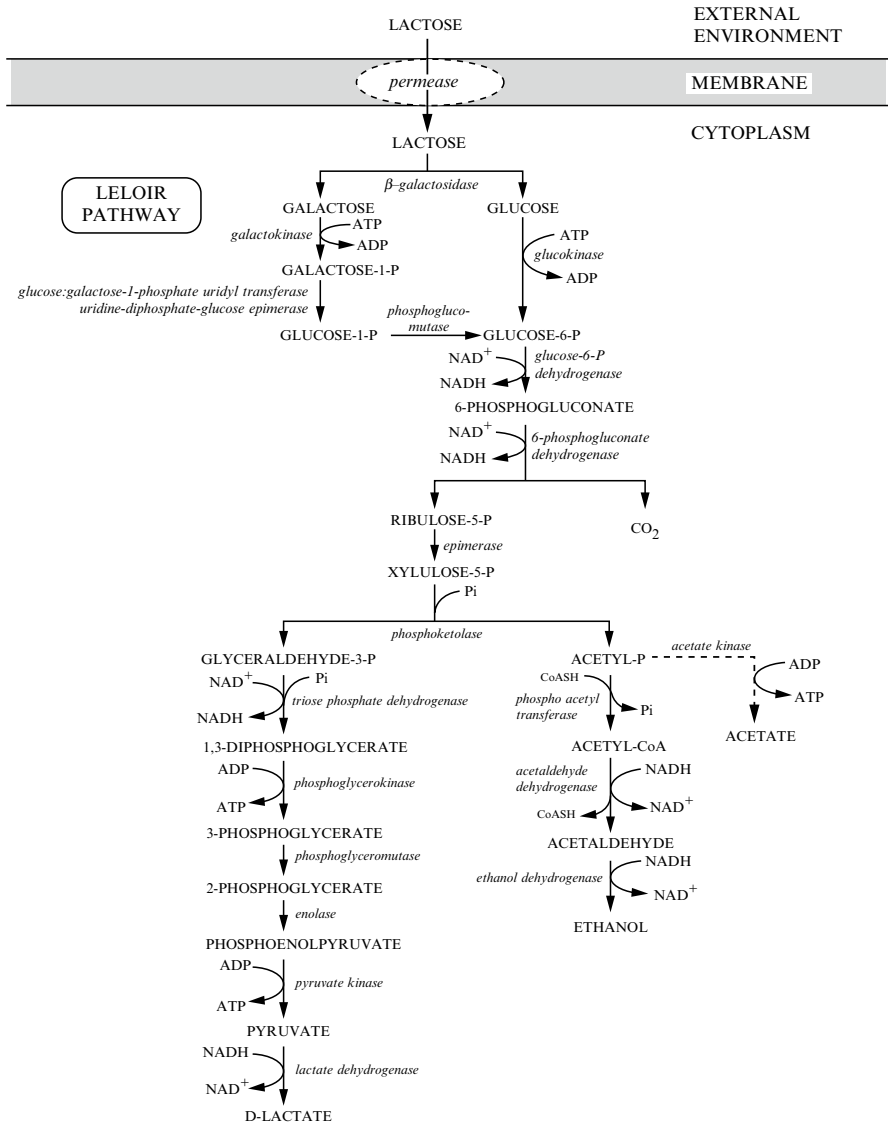 LACTOSE
EXTERNAL
ENVIRONMENT
permease
MEMBRANE
CYTOPLASM
LACTOSE
β–galactosidase
LELOIR
PATHWAY
GALACTOSE
GLUCOSE
galactokinase
ATP
ADP
ATP
glucokinase
ADP
GALACTOSE-1-P
glucose:galactose-1-phosphate uridyl transferase
uridine-diphosphate-glucose epimerase
phosphogluco-
mutase
GLUCOSE-1-P
GLUCOSE-6-P
NAD+
NADH
glucose-6-P
dehydrogenase
6-PHOSPHOGLUCONATE
NAD+
NADH
6-phosphogluconate
dehydrogenase
RIBULOSE-5-P
CO2
epimerase
XYLULOSE-5-P
Pi
phosphoketolase
GLYCERALDEHYDE-3-P
ACETYL-P
acetate kinase
NAD+
Pi
triose phosphate dehydrogenase
NADH
CoASH
phospho acetyl
transferase
Pi
ADP
ATP
ACETATE
1,3-DIPHOSPHOGLYCERATE
ACETYL-CoA
ADP
phosphoglycerokinase
ATP
acetaldehyde
dehydrogenase
NADH
NAD+
CoASH
3-PHOSPHOGLYCERATE
ACETALDEHYDE
phosphoglyceromutase
NADH
ethanol dehydrogenase
NAD+
2-PHOSPHOGLYCERATE
enolase
ETHANOL
PHOSPHOENOLPYRUVATE
ADP
pyruvate kinase
ATP
PYRUVATE
NADH
lactate dehydrogenase
NAD+
D-LACTATE